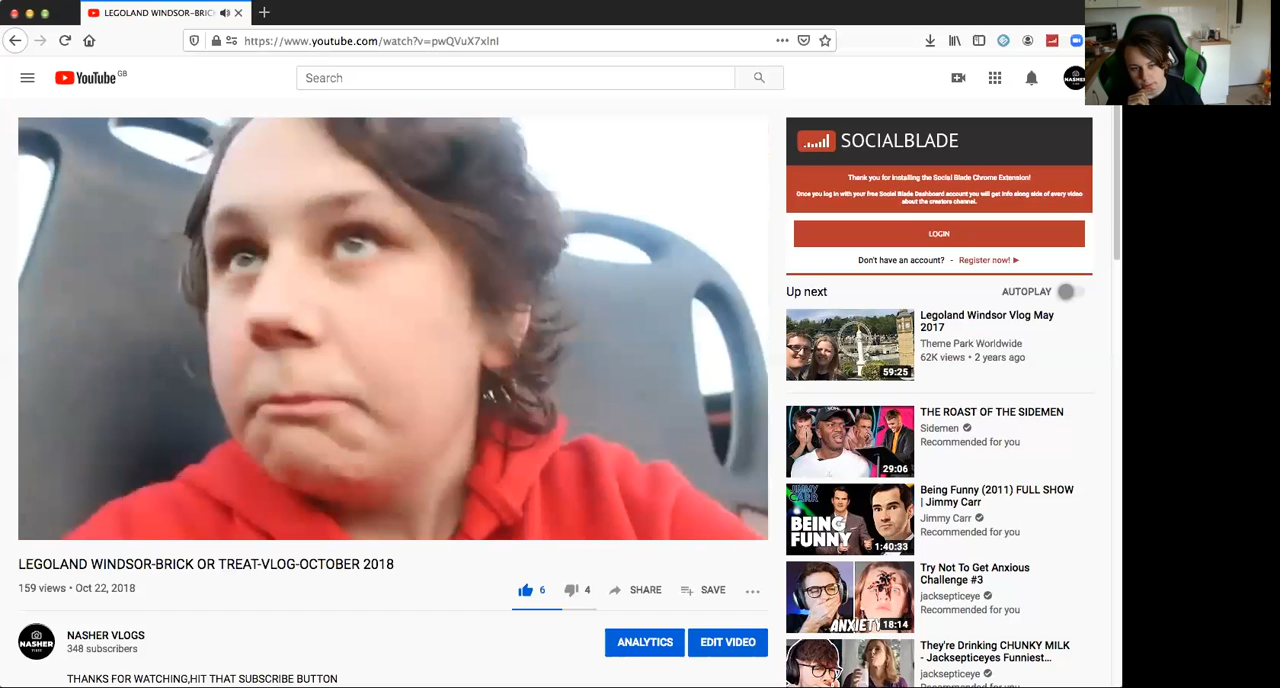 LEGOLAND WINDSOR-BRIC
https://www.youtube.com/watch?v=pwQVuX7xInI
YouTube GB
Search
NASHER
SOCIALBLADE
Thank you for installing the Social Blade Chrome Extension!
Once you log in with your free Social Blade Dashboard account you will get info along side of every video
about the creators channel.
LOGIN
Don't have an account? - Register now! ►
Up next
AUTOPLAY
Legoland Windsor Vlog May
2017
Theme Park Worldwide
62K views • 2 years ago
59:25
THE ROAST OF THE SIDEMEN
Sidemen
Recommended for you
29:06
Being Funny (2011) FULL SHOW
| Jimmy Carr
Jimmy Carr
Recommended for you
JIMMY
CARR
BEING
FUNNY
1:40:33
Try Not To Get Anxious
Challenge #3
jacksepticeye
Recommended for you
ANXIETY
18:14
They're Drinking CHUNKY MILK
- Jacksepticeyes Funniest...
jacksepticeye
Recommended for you
LEGOLAND WINDSOR-BRICK OR TREAT-VLOG-OCTOBER 2018
159 views • Oct 22, 2018
6
4
SHARE
SAVE
NASHER
NASHER VLOGS
348 subscribers
ANALYTICS
EDIT VIDEO
THANKS FOR WATCHING,HIT THAT SUBSCRIBE BUTTON